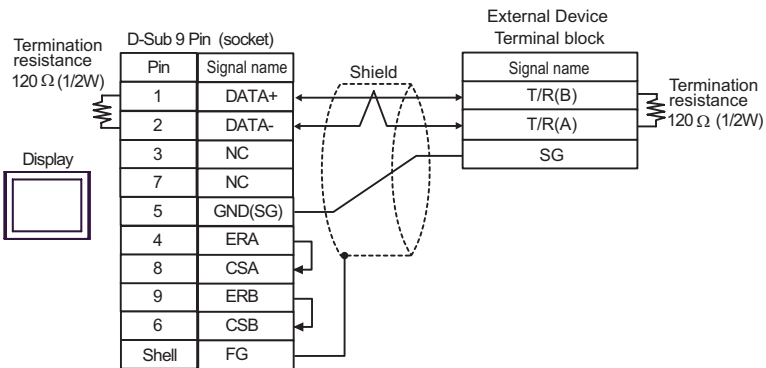 External Device
Terminal block
D-Sub 9 Pin (socket)
Termination
resistance
120 Ω (1/2W)
Pin Signal name
Shield
Signal name
1 DATA+
T/R(B)
Termination
resistance
120 Ω (1/2W)
2 DATA-
T/R(A)
3 NC
SG
Display
7 NC
5 GND(SG)
4 ERA
8 CSA
9 ERB
6 CSB
Shell FG